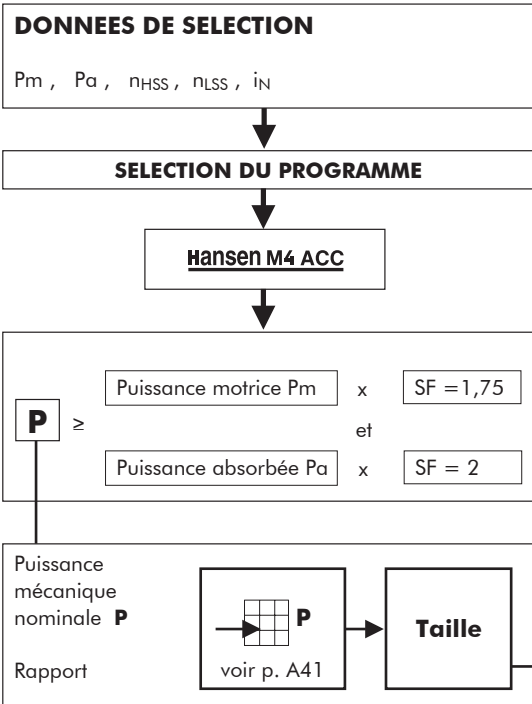 DONNEES DE SELECTION
Pm , Pa , nHSS , nLSS , iN
SELECTION DU PROGRAMME
Hansen M4 ACC
Puissance motrice Pm x SF =1,75
P ≥
et
Puissance absorbée Pa x SF = 2
Puissance
mécanique
nominale P
Rapport
P
voir p. A41
Taille